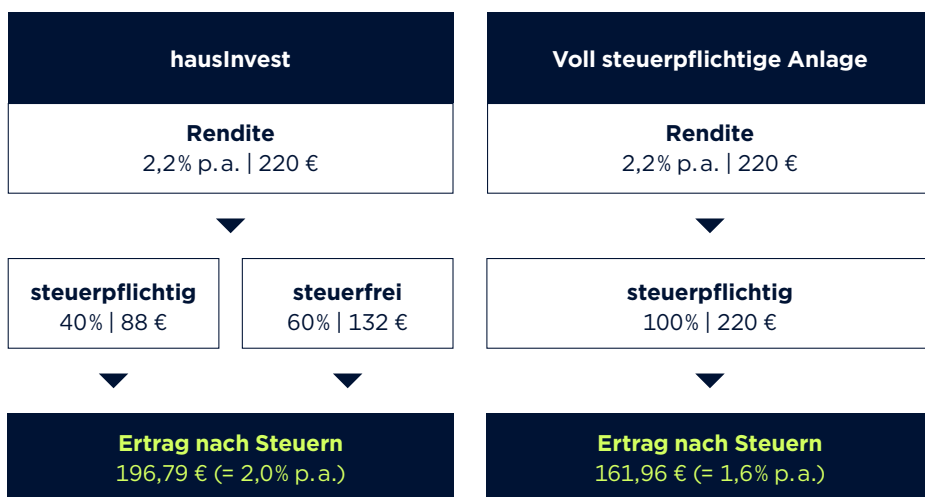 hausInvest
Rendite
2,2% p.a. | 220 €
steuerpflichtig
40% | 88 €
steuerfrei
60% | 132 €
Ertrag nach Steuern
196,79 € (= 2,0% p.a.)
Voll steuerpflichtige Anlage
Rendite
2,2% p.a. | 220 €
steuerpflichtig
100% | 220 €
Ertrag nach Steuern
161,96 € (= 1,6% p.a.)